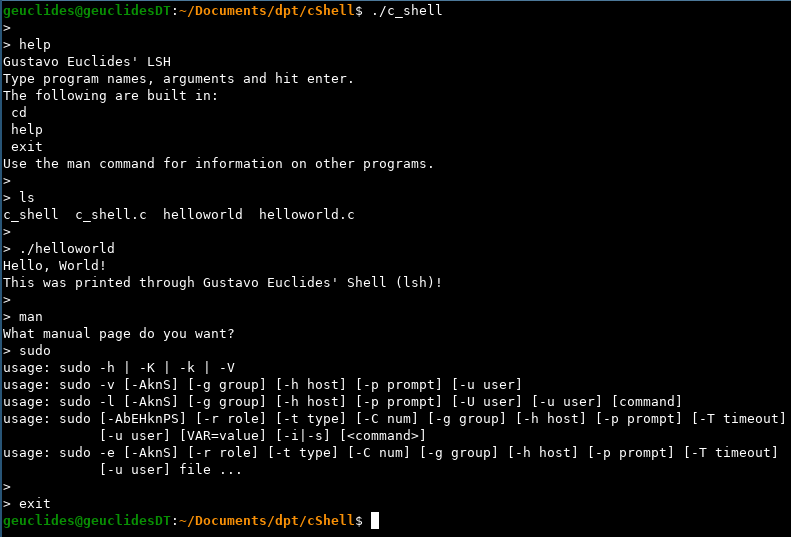 geuclides@geuclidesDT:~/Documents/dpt/cShell$ ./c_shell
>
> help
Gustavo Euclides' LSH
Type program names, arguments and hit enter.
The following are built in:
 cd
 help
 exit
Use the man command for information on other programs.
>
> ls
c_shell  c_shell.c  helloworld  helloworld.c
>
> ./helloworld
Hello, World!
This was printed through Gustavo Euclides' Shell (lsh)!
>
> man
What manual page do you want?
> sudo
usage: sudo -h | -K | -k | -V
usage: sudo -v [-AknS] [-g group] [-h host] [-p prompt] [-u user]
usage: sudo -l [-AknS] [-g group] [-h host] [-p prompt] [-U user] [-u user] [command]
usage: sudo [-AbEHknPS] [-r role] [-t type] [-C num] [-g group] [-h host] [-p prompt] [-T timeout]
            [-u user] [VAR=value] [-i|-s] [<command>]
usage: sudo -e [-AknS] [-r role] [-t type] [-C num] [-g group] [-h host] [-p prompt] [-T timeout]
            [-u user] file ...
>
> exit
geuclides@geuclidesDT:~/Documents/dpt/cShell$